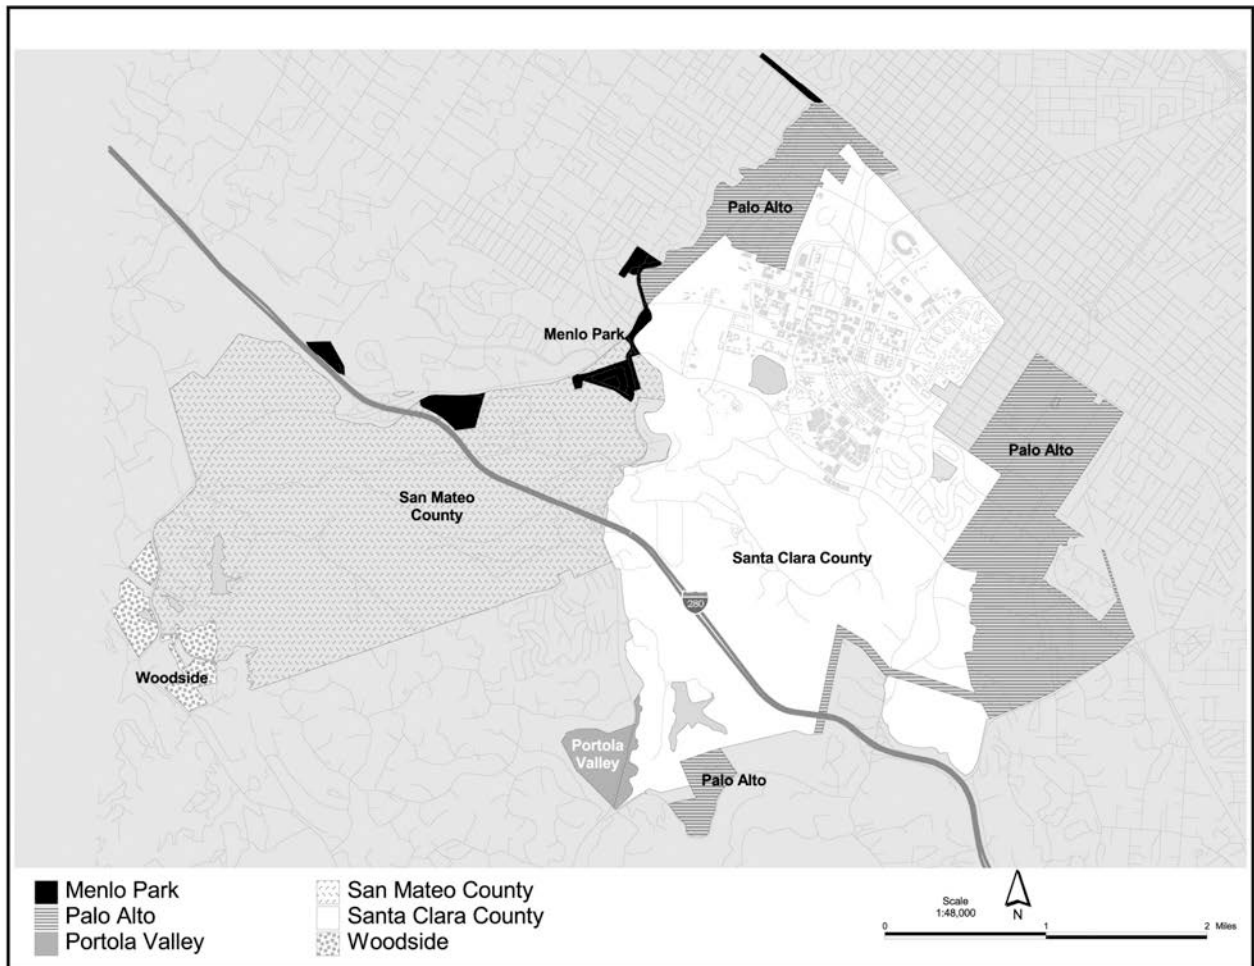 Palo Alto
Menlo Park
Palo Alto
San Mateo
County
Santa Clara County
280
Woodside
Portola
Valley
Palo Alto
Menlo Park
Palo Alto
Portola Valley
San Mateo County
Santa Clara County
Woodside
Scale
1:48,000
N
0 1 2 Miles